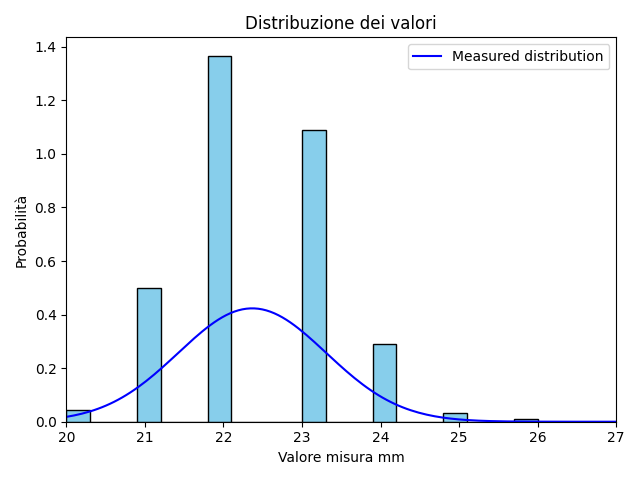 Distribuzione dei valori
Measured distribution
Probabilità
1.4
1.2
1.0
0.8
0.6
0.4
0.2
0.0
20 21 22 23 24 25 26 27
Valore misura mm